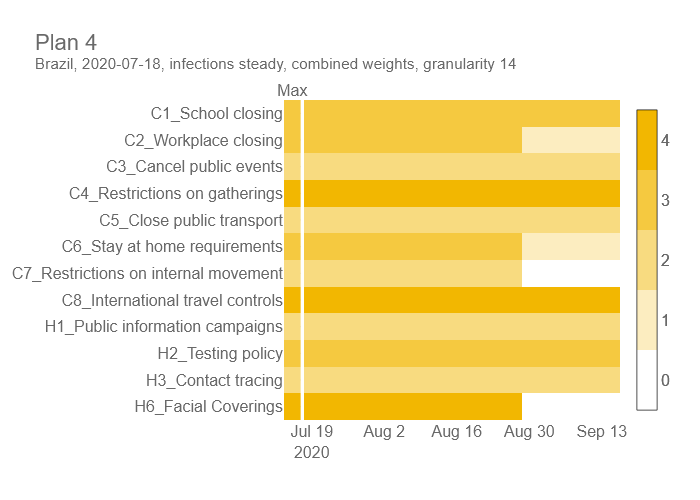 Plan 4
Brazil, 2020-07-18, infections steady, combined weights, granularity 14
Max
C1_School closing
C2_Workplace closing
C3_Cancel public events
C4_Restrictions on gatherings
C5_Close public transport
C6_Stay at home requirements
C7_Restrictions on internal movement
C8_International travel controls
H1_Public information campaigns
H2_Testing policy
H3_Contact tracing
H6_Facial Coverings
Jul 19 Aug 2 Aug 16 Aug 30 Sep 13
2020
4
3
2
1
0